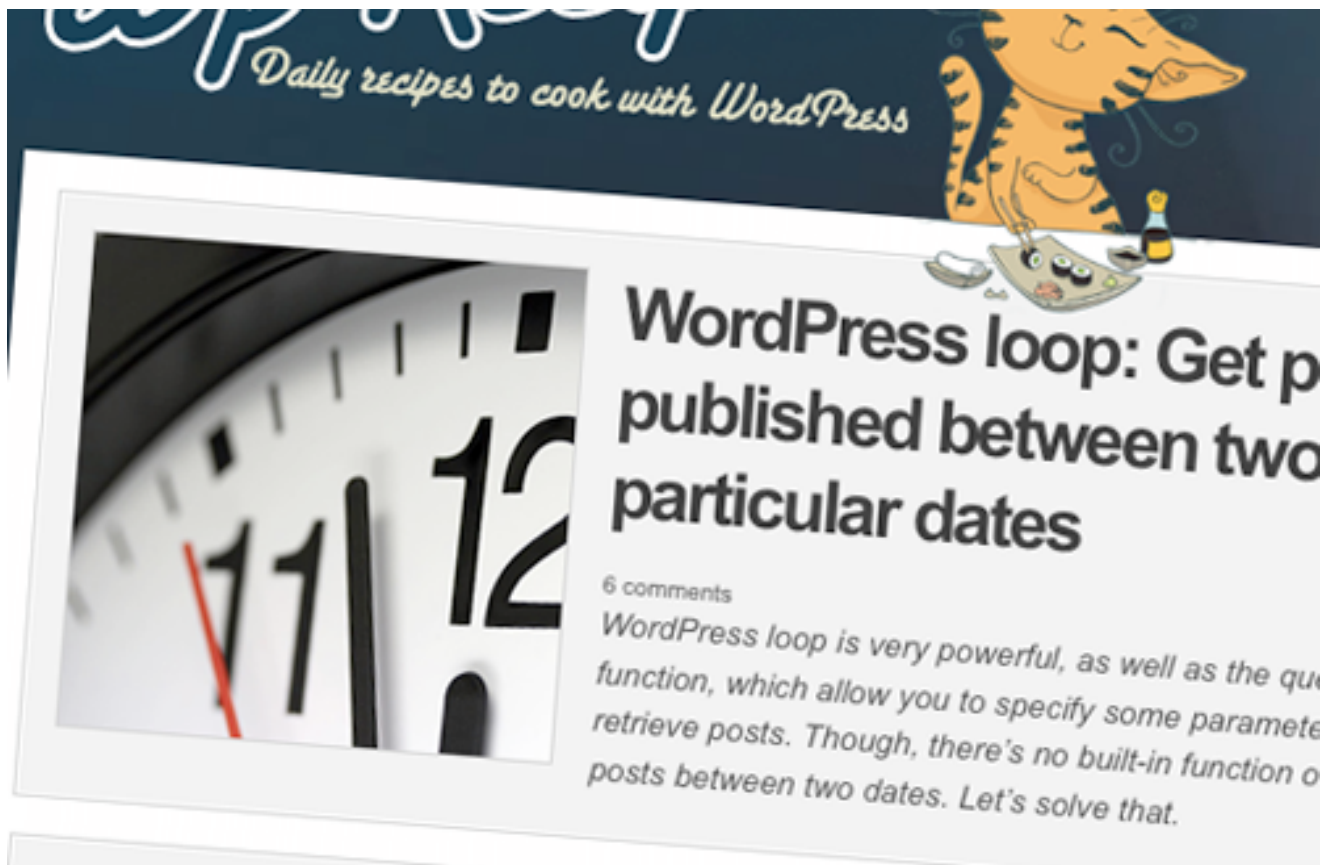 Daily recipes to cook with WordPress
WordPress loop: Get
published between two
particular dates
6 comments
WordPress loop is very powerful, as well as the
function, which allow you to specify some
retrieve posts. Though, there's no built-in function
posts between two dates. Let's solve that.
12
11